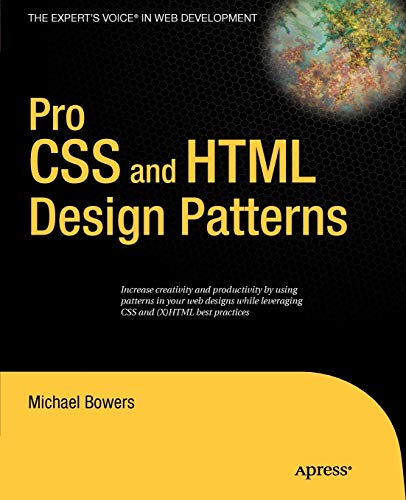 THE EXPERT'S VOICE® IN WEB DEVELOPMENT
Pro
CSS and HTML
Design Patterns
Increase creativity and productivity by using
patterns in your web designs while leveraging
CSS and (X)HTML best practices
Michael Bowers
Apress®